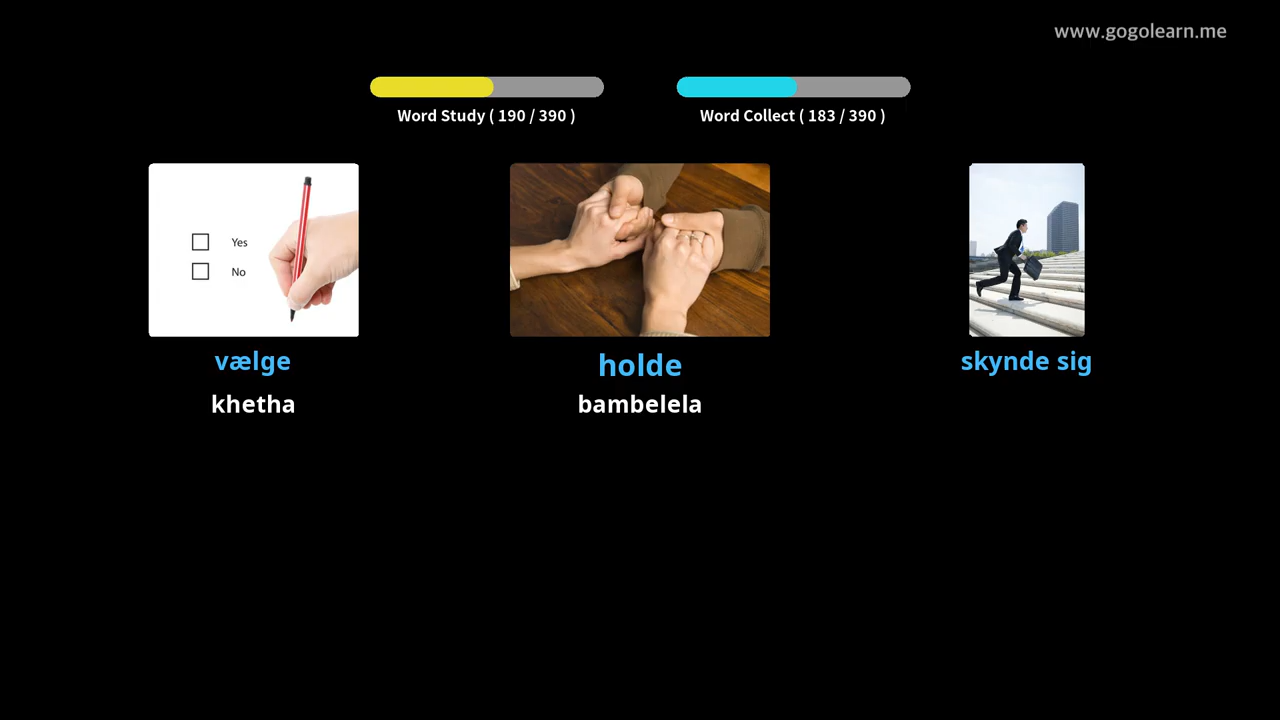 www.gogolearn.me
Word Study ( 190 / 390 )
Word Collect ( 183 / 390 )
Yes
No
vælge
holde
skynde sig
khetha
bambelela